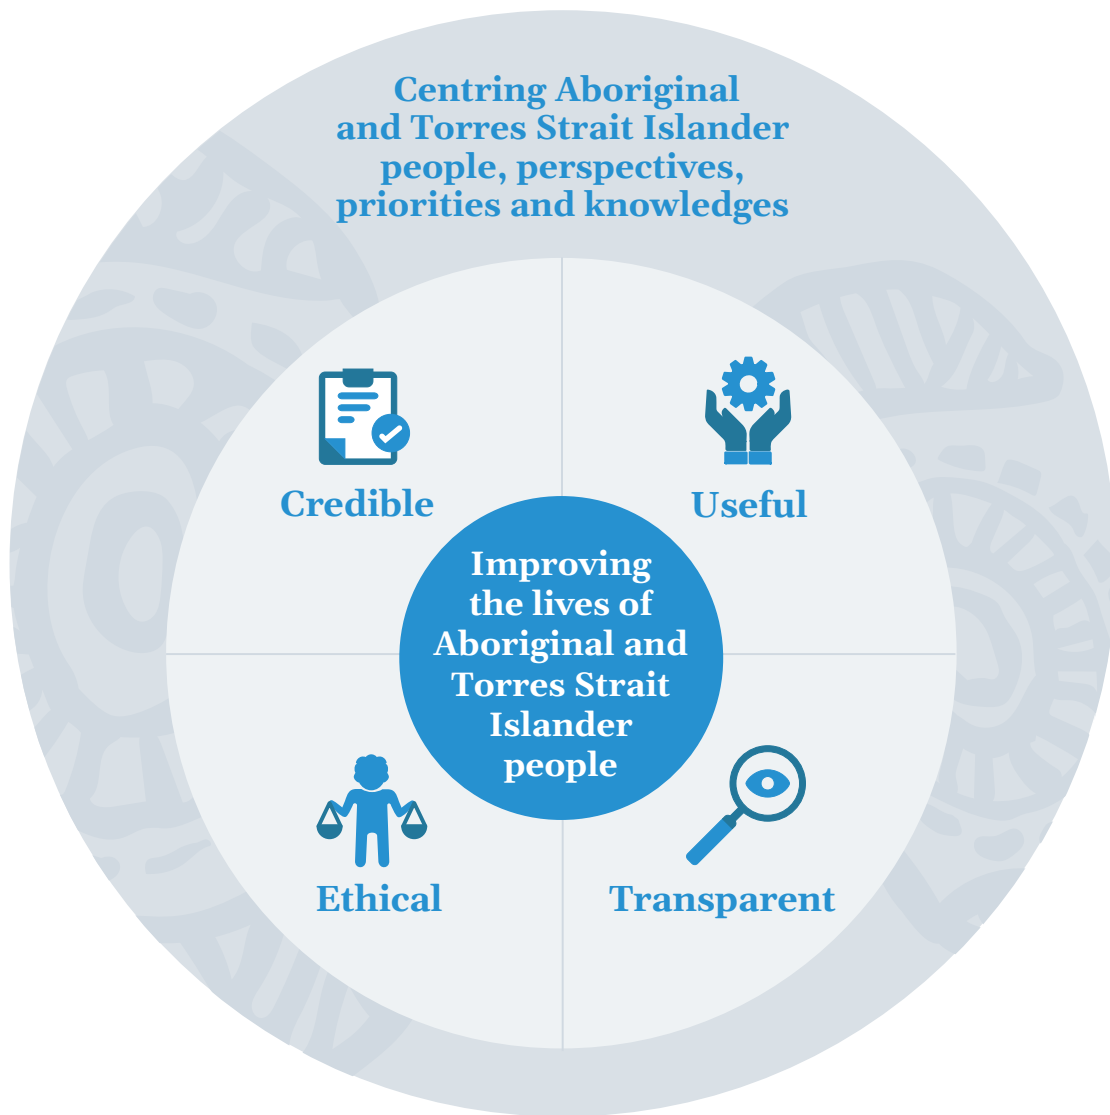 Centring Aboriginal
and Torres Strait Islander
people, perspectives,
priorities and knowledges
Credible
Useful
Improving
the lives of
Aboriginal and
Torres Strait
Islander
people
Ethical
Transparent